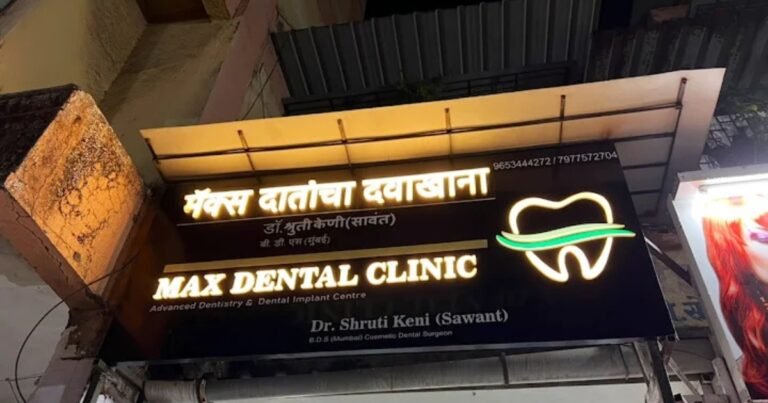 9653444272 / 7977572704
मॅक्स दातांचा दवाखाना
डॉ. श्रुती केणी (सावंत)
बी. डी. एस (मुंबई)
MAX DENTAL CLINIC
Advanced Dentistry & Dental Implant Centre
Dr. Shruti Keni (Sawant)
B.D.S (Mumbai) Cosmetic Dental Surgeon